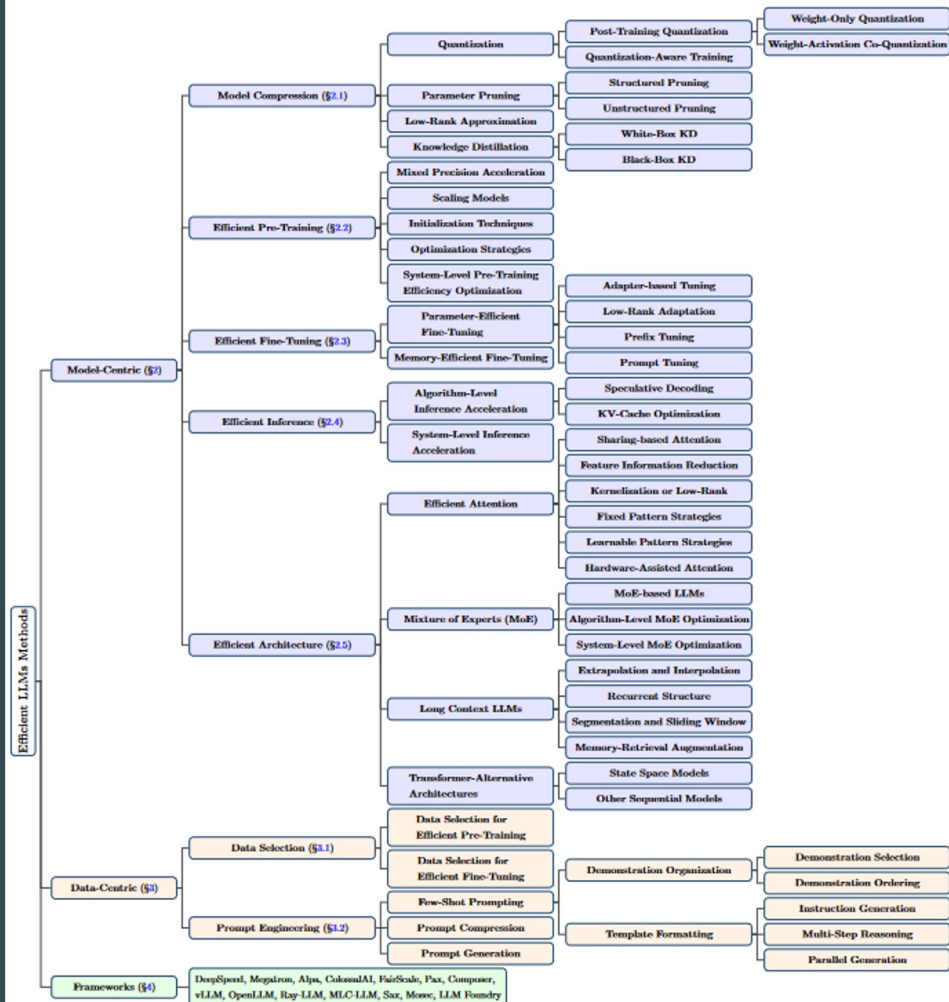 Efficient LLMs Methods
Model-Centric (§2)
Model Compression (§2.1)
Quantization
Post-Training Quantization
Weight-Only Quantization
Weight-Activation Co-Quantization
Quantization-Aware Training
Parameter Pruning
Structured Pruning
Unstructured Pruning
Low-Rank Approximation
Knowledge Distillation
White-Box KD
Black-Box KD
Efficient Pre-Training (§2.2)
Mixed Precision Acceleration
Scaling Models
Initialization Techniques
Optimization Strategies
System-Level Pre-Training
Efficiency Optimization
Efficient Fine-Tuning (§2.3)
Parameter-Efficient
Fine-Tuning
Adapter-based Tuning
Low-Rank Adaptation
Prefix Tuning
Prompt Tuning
Memory-Efficient Fine-Tuning
Efficient Inference (§2.4)
Algorithm-Level
Inference Acceleration
Speculative Decoding
KV-Cache Optimization
System-Level Inference
Acceleration
Efficient Architecture (§2.5)
Efficient Attention
Sharing-based Attention
Feature Information Reduction
Kernelization or Low-Rank
Fixed Pattern Strategies
Learnable Pattern Strategies
Hardware-Assisted Attention
Mixture of Experts (MoE)
MoE-based LLMs
Algorithm-Level MoE Optimization
System-Level MoE Optimization
Long Context LLMs
Extrapolation and Interpolation
Recurrent Structure
Segmentation and Sliding Window
Memory-Retrieval Augmentation
Transformer-Alternative
Architectures
State Space Models
Other Sequential Models
Data-Centric (§3)
Data Selection (§3.1)
Data Selection for
Efficient Pre-Training
Data Selection for
Efficient Fine-Tuning
Prompt Engineering (§3.2)
Few-Shot Prompting
Demonstration Organization
Demonstration Selection
Demonstration Ordering
Template Formatting
Instruction Generation
Multi-Step Reasoning
Parallel Generation
Prompt Compression
Prompt Generation
Frameworks (§4)
DeepSpeed, Megatron, Alpa, ColossalAI, FairScale, Pax, Composer,
vLLM, OpenLLM, Ray-LLM, MLC-LLM, Sax, Mosec, LLM Foundry